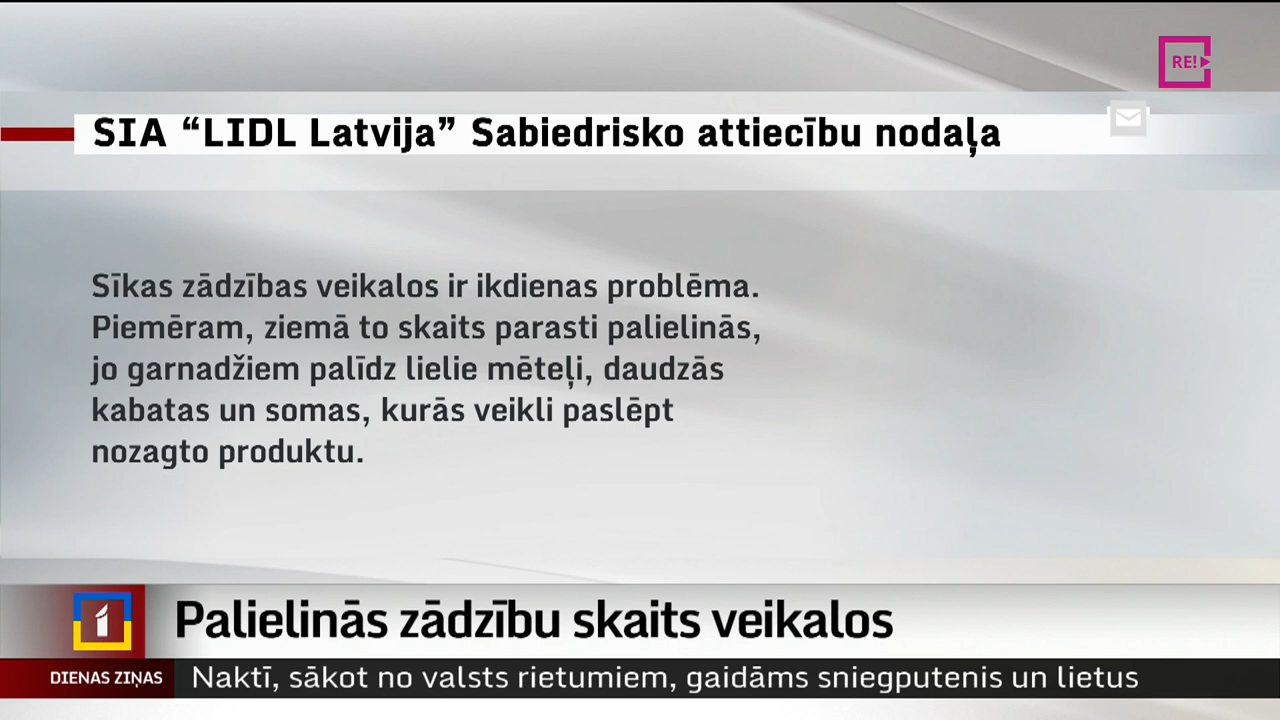 RE!
SIA “LIDL Latvija” Sabiedrisko attiecību nodaļa
Sīkas zādzības veikalos ir ikdienas problēma.
Piemēram, ziemā to skaits parasti palielinās,
jo garnadžiem palīdz lielie mēteļi, daudzās
kabatas un somas, kurās veikli paslēpt
nozagto produktu.
1
Palielinās zādzību skaits veikalos
DIENAS ZIŅAS
Naktī, sākot no valsts rietumiem, gaidāms sniegputenis un lietus